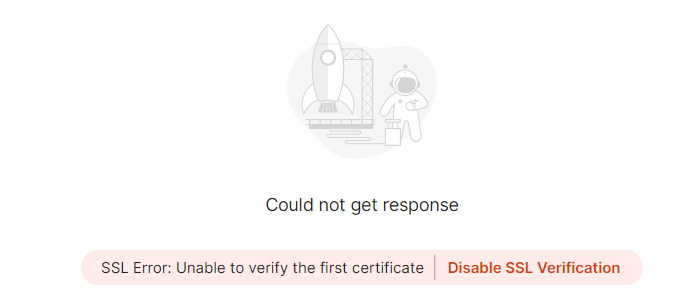 Could not get response
SSL Error: Unable to verify the first certificate | Disable SSL Verification